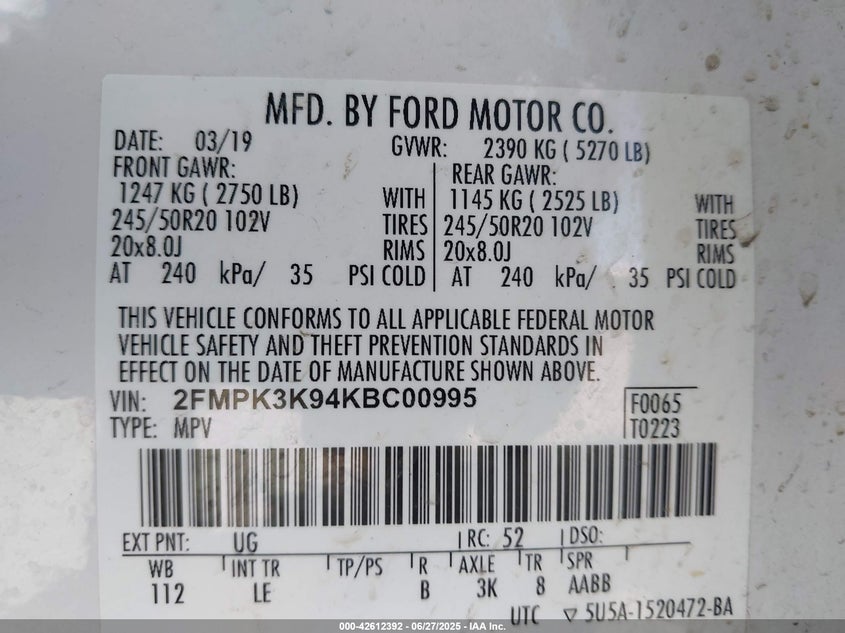 MFD. BY FORD MOTOR CO.
DATE: 03/19 GVWR: 2390 KG ( 5270 LB)
FRONT GAWR: REAR GAWR:
1247 KG ( 2750 LB) WITH 1145 KG ( 2525 LB) WITH
245/50R20 102V TIRES 245/50R20 102V TIRES
20x8.0J RIMS 20x8.0J RIMS
AT 240 kPa/ 35 PSI COLD AT 240 kPa/ 35 PSI COLD
THIS VEHICLE CONFORMS TO ALL APPLICABLE FEDERAL MOTOR
VEHICLE SAFETY AND THEFT PREVENTION STANDARDS IN
EFFECT ON THE DATE OF MANUFACTURE SHOWN ABOVE.
VIN: 2FMPK3K94KBC00995 F0065
TYPE: MPV T0223
EXT PNT: UG RC: 52 DSO:
WB INT TR TP/PS R AXLE TR SPR
112 LE B 3K 8 AABB
UTC ▽ 5U5A-1520472-BA
000-42612392 - 06/27/2025 - IAA Inc.